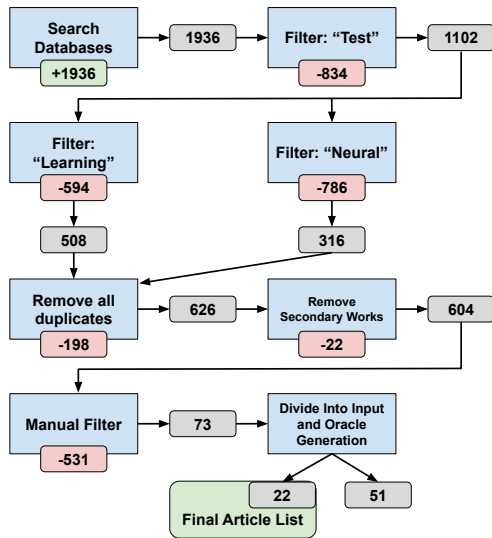 Search
Databases
+1936
1936
Filter: “Test”
-834
1102
Filter:
“Learning”
-594
Filter: “Neural”
-786
508
316
Remove all
duplicates
-198
626
Remove
Secondary Works
-22
604
Manual Filter
-531
73
Divide Into Input
and Oracle
Generation
22
51
Final Article List